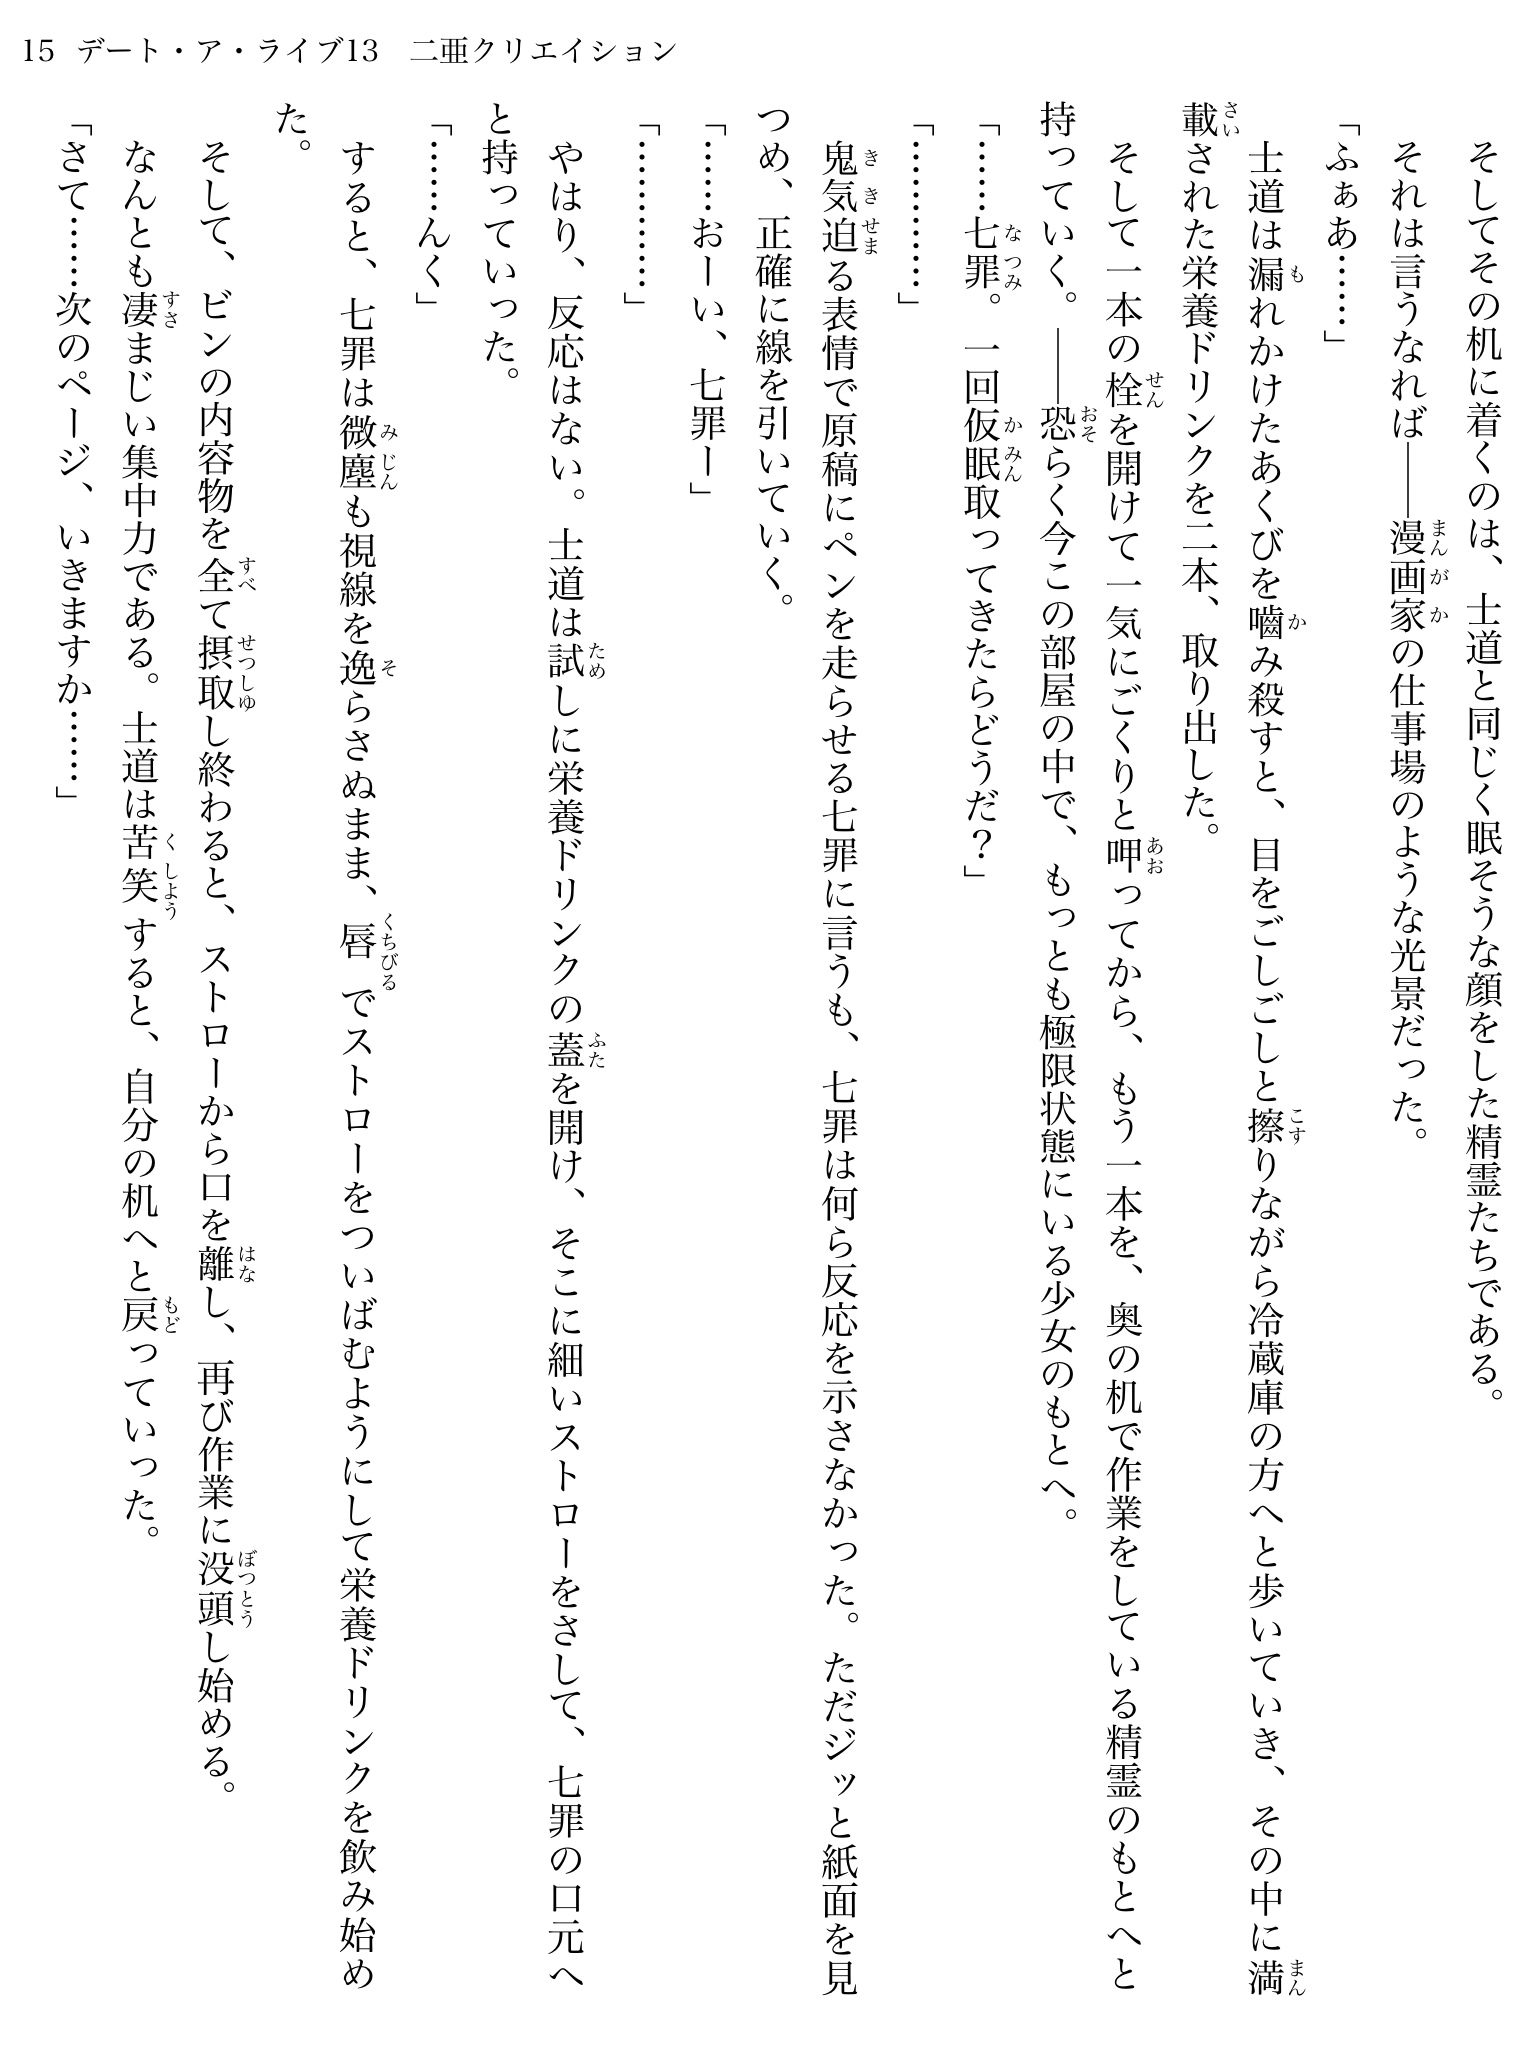 15 デート・ア・ライブ13　二亜クリエイション
　そしてその机に着くのは、士道と同じく眠そうな顔をした精霊たちである。
　それは言うなれば――漫画家の仕事場のような光景だった。
「ふぁあ……」
　士道は漏れかけたあくびを嚙み殺すと、目をごしごしと擦りながら冷蔵庫の方へと歩いていき、その中に満
載された栄養ドリンクを二本、取り出した。
　そして一本の栓を開けて一気にごくりと呷ってから、もう一本を、奥の机で作業をしている精霊のもとへと
持っていく。――恐らく今この部屋の中で、もっとも極限状態にいる少女のもとへ。
「……七罪。一回仮眠取ってきたらどうだ？」
「…………」
　鬼気迫る表情で原稿にペンを走らせる七罪に言うも、七罪は何ら反応を示さなかった。ただジッと紙面を見
つめ、正確に線を引いていく。
「……おーい、七罪ー」
「…………」
　やはり、反応はない。士道は試しに栄養ドリンクの蓋を開け、そこに細いストローをさして、七罪の口元へ
と持っていった。
「……んく」
　すると、七罪は微塵も視線を逸らさぬまま、唇でストローをついばむようにして栄養ドリンクを飲み始め
た。
　そして、ビンの内容物を全て摂取し終わると、ストローから口を離し、再び作業に没頭し始める。
　なんとも凄まじい集中力である。士道は苦笑すると、自分の机へと戻っていった。
「さて……次のページ、いきますか……」